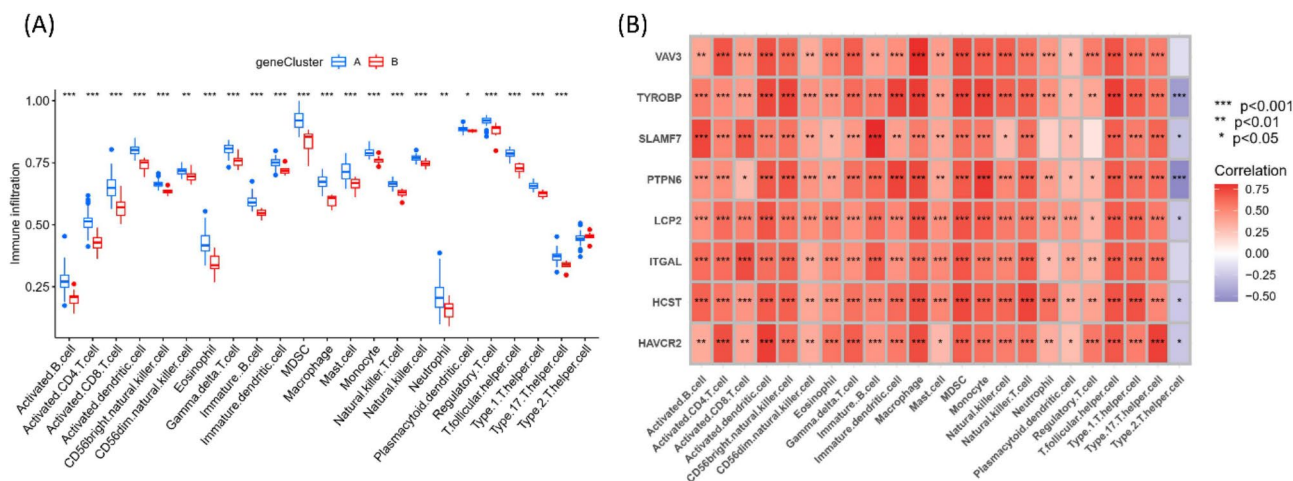 (A)
geneCluster A B
*** *** *** *** *** ** *** *** *** *** *** *** *** *** *** *** ** * *** *** *** ***
1.00
0.75
0.50
0.25
Immune infiltration
Activated.B.cell
Activated.CD4.T.cell
Activated.CD8.T.cell
Activated.dendritic.cell
CD56bright.natural.killer.cell
CD56dim.natural.killer.cell
Eosinophil
Gamma.delta.T.cell
Immature..B.cell
Immature.dendritic.cell
MDSC
Macrophage
Mast.cell
Monocyte
Natural.killer.T.cell
Natural.killer.cell
Neutrophil
Plasmacytoid.dendritic.cell
Regulatory.T.cell
T.follicular.helper.cell
Type.1.T.helper.cell
Type.17.T.helper.cell
Type.2.T.helper.cell
(B)
VAV3
TYROBP
SLAMF7
PTPN6
LCP2
ITGAL
HCST
HAVCR2
Activated.B.cell
Activated.CD4.T.cell
Activated.CD8.T.cell
Activated.dendritic.cell
CD56bright.natural.killer.cell
CD56dim.natural.killer.cell
Eosinophil
Gamma.delta.T.cell
Immature..B.cell
Immature.dendritic.cell
Macrophage
Mast.cell
MDSC
Monocyte
Natural.killer.cell
Natural.killer.T.cell
Neutrophil
Plasmacytoid.dendritic.cell
Regulatory.T.cell
T.follicular.helper.cell
Type.1.T.helper.cell
Type.17.T.helper.cell
Type.2.T.helper.cell
*** p<0.001
** p<0.01
* p<0.05
Correlation
0.75
0.50
0.25
0.00
−0.25
−0.50